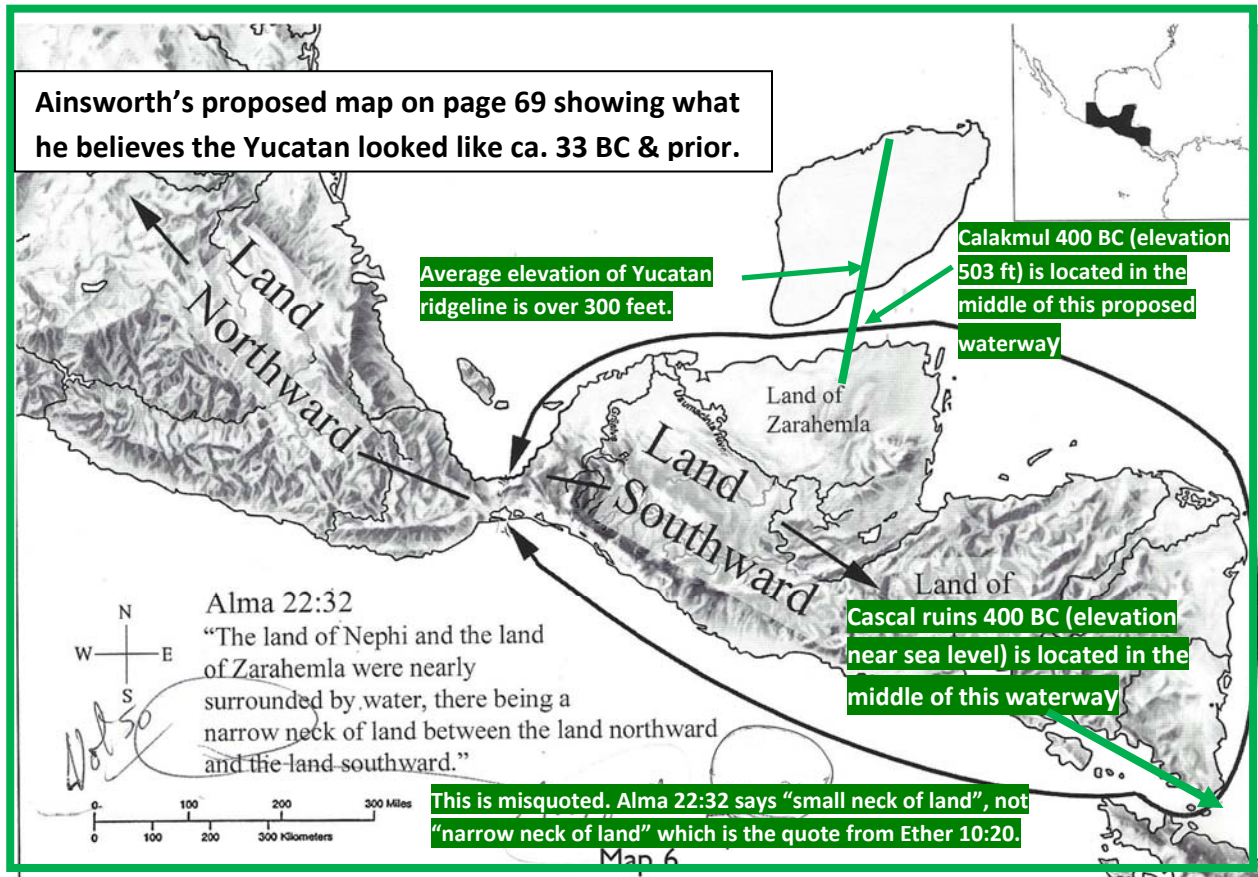 Ainsworth’s proposed map on page 69 showing what
he believes the Yucatan looked like ca. 33 BC & prior.
Average elevation of Yucatan
ridgeline is over 300 feet.
Calakmul 400 BC (elevation
503 ft) is located in the
middle of this proposed
waterway
Land
Northward
Grijalva
Usumacinta River
Land of
Zarahemla
Land
Southward
Land of
Cascal ruins 400 BC (elevation
near sea level) is located in the
middle of this waterway
N
W E
S
Not so
Alma 22:32
“The land of Nephi and the land
of Zarahemla were nearly
surrounded by water, there being a
narrow neck of land between the land northward
and the land southward.”
0 100 200 300 Miles
0 100 200 300 Kilometers
This is misquoted. Alma 22:32 says “small neck of land”, not
“narrow neck of land” which is the quote from Ether 10:20.
Map 6